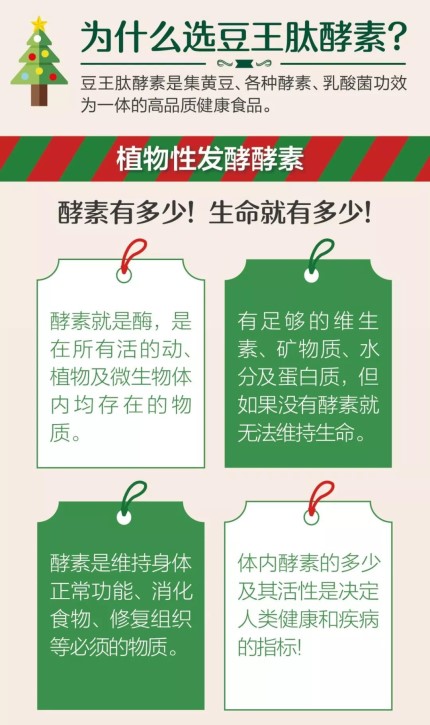 为什么选豆王肽酵素?
豆王肽酵素是集黄豆、各种酵素、乳酸菌功效
为一体的高品质健康食品。
植物性发酵酵素
酵素有多少! 生命就有多少!
酵素就是酶，是
在所有活的动、
植物及微生物体
内均存在的物
质。
有足够的维生
素、矿物质、水
分及蛋白质，但
如果没有酵素就
无法维持生命。
酵素是维持身体
正常功能、消化
食物、修复组织
等必须的物质。
体内酵素的多少
及其活性是决定
人类健康和疾病
的指标!